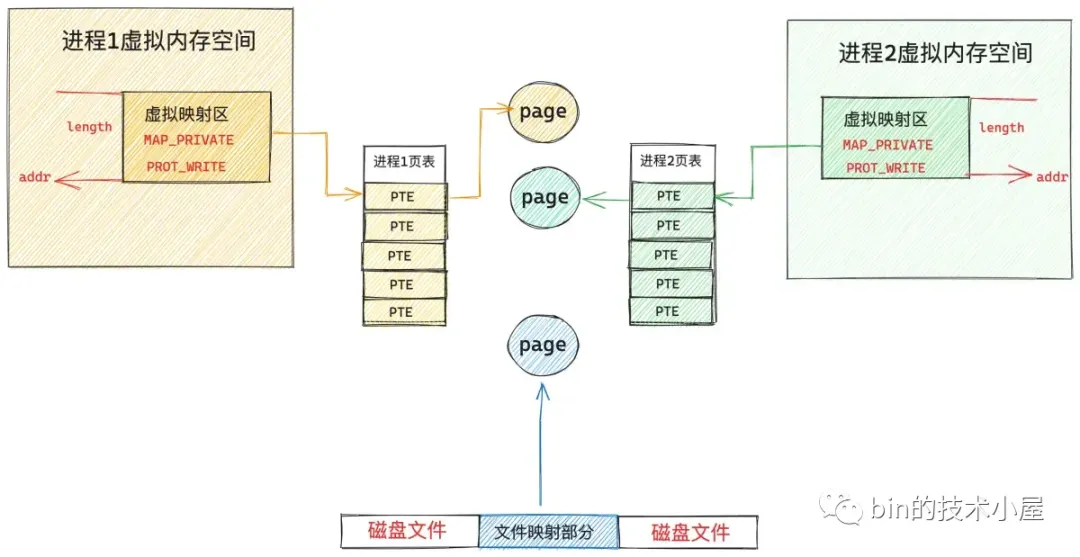 进程1虚拟内存空间
虚拟映射区
MAP_PRIVATE
PROT_WRITE
length
addr
进程1页表
PTE
PTE
PTE
PTE
PTE
page
page
page
进程2页表
PTE
PTE
PTE
PTE
PTE
进程2虚拟内存空间
虚拟映射区
MAP_PRIVATE
PROT_WRITE
length
addr
磁盘文件 文件映射部分 磁盘文件
bin的技术小屋